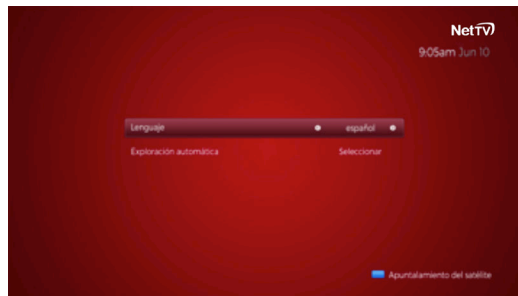 NetTV
9:05am Jun 10
Lenguaje español
Exploración automática Seleccionar
Apuntalamiento del satélite